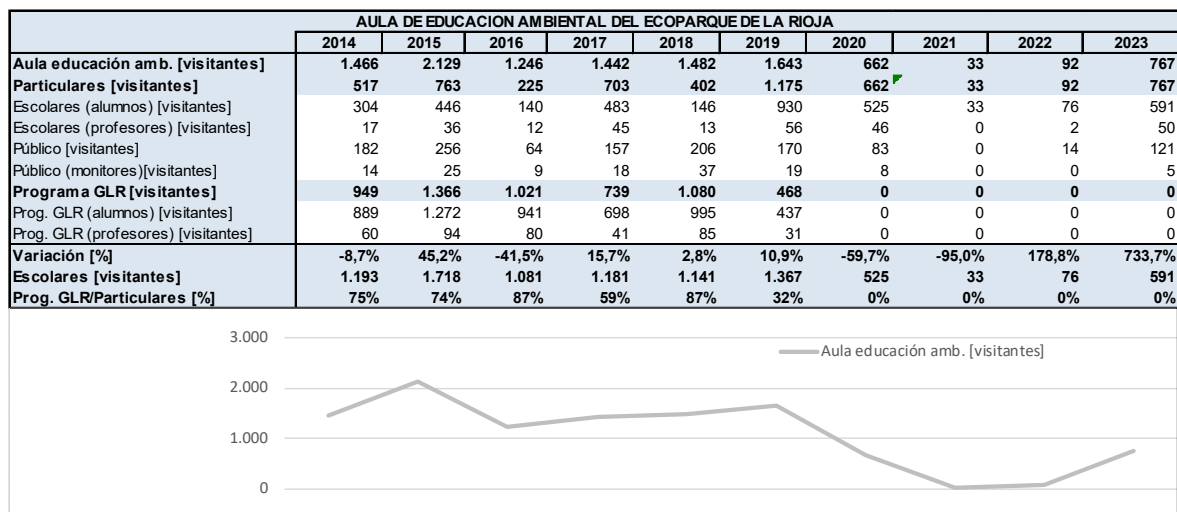 AULA DE EDUCACION AMBIENTAL DEL ECOPARQUE DE LA RIOJA
2014 2015 2016 2017 2018 2019 2020 2021 2022 2023
Aula educación amb. [visitantes] 1.466 2.129 1.246 1.442 1.482 1.643 662 33 92 767
Particulares [visitantes] 517 763 225 703 402 1.175 662 33 92 767
Escolares (alumnos) [visitantes] 304 446 140 483 146 930 525 33 76 591
Escolares (profesores) [visitantes] 17 36 12 45 13 56 46 0 2 50
Público [visitantes] 182 256 64 157 206 170 83 0 14 121
Público (monitores)[visitantes] 14 25 9 18 37 19 8 0 0 5
Programa GLR [visitantes] 949 1.366 1.021 739 1.080 468 0 0 0 0
Prog. GLR (alumnos) [visitantes] 889 1.272 941 698 995 437 0 0 0 0
Prog. GLR (profesores) [visitantes] 60 94 80 41 85 31 0 0 0 0
Variación [%] -8,7% 45,2% -41,5% 15,7% 2,8% 10,9% -59,7% -95,0% 178,8% 733,7%
Escolares [visitantes] 1.193 1.718 1.081 1.181 1.141 1.367 525 33 76 591
Prog. GLR/Particulares [%] 75% 74% 87% 59% 87% 32% 0% 0% 0% 0%
3.000
Aula educación amb. [visitantes]
2.000
1.000
0